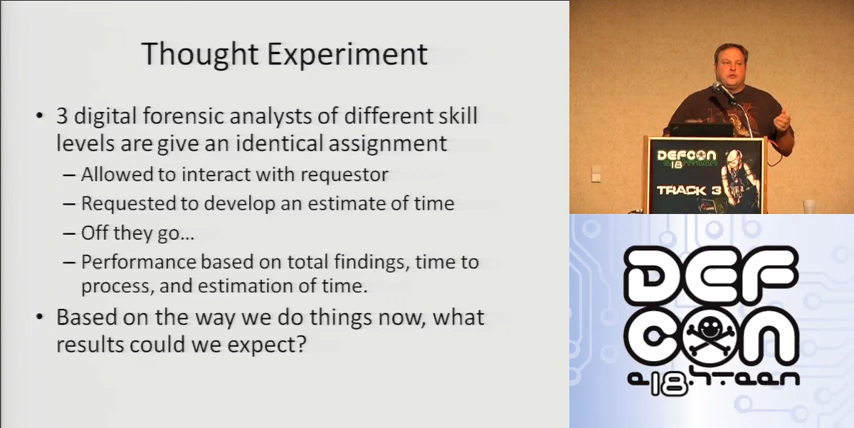 Thought Experiment
• 3 digital forensic analysts of different skill
levels are give an identical assignment
– Allowed to interact with requestor
– Requested to develop an estimate of time
– Off they go…
– Performance based on total findings, time to
process, and estimation of time.
• Based on the way we do things now, what
results could we expect?
DEFCON
18
TRACK 3
DEF
CON
e18h.teen